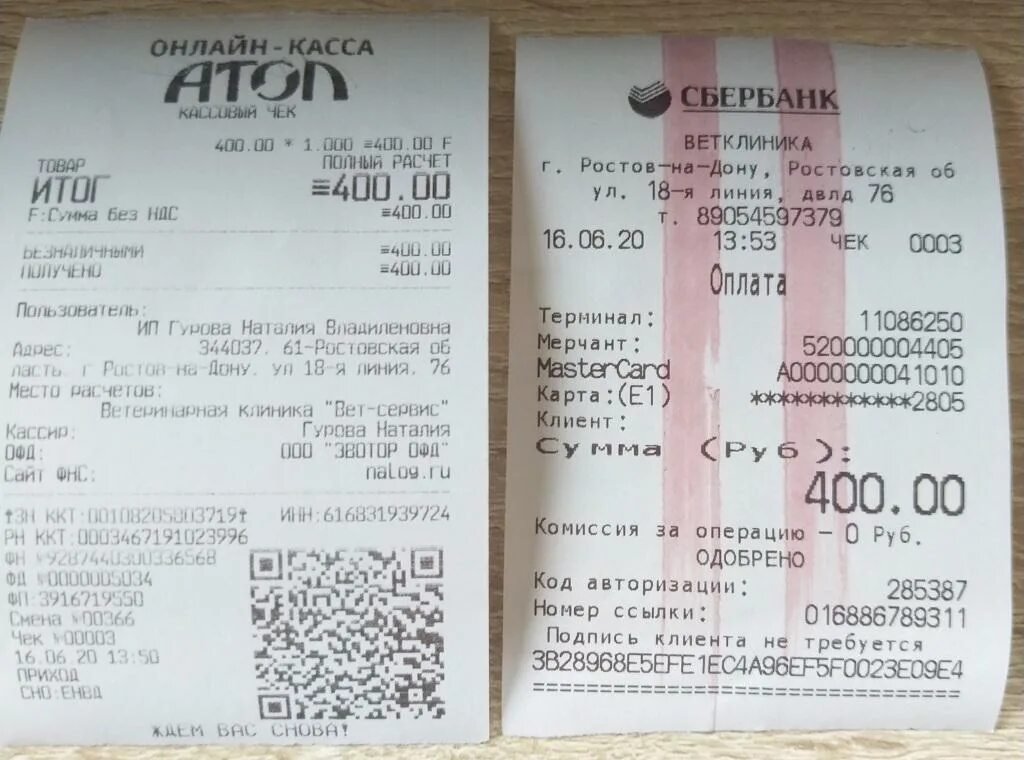 ОНЛАЙН-КАССА
АТОЛ
КАССОВЫЙ ЧЕК
400.00 * 1.000 ≡400.00 F
ТОВАР ПОЛНЫЙ РАСЧЕТ
ИТОГ ≡400.00
F:Сумма без НДС ≡400.00
БЕЗНАЛИЧНЫМИ ≡400.00
ПОЛУЧЕНО ≡400.00
Пользователь:
ИП Гурова Наталия Владиленовна
Адрес: 344037, 61-Ростовская об
ласть, г Ростов-на-Дону, ул 18-я линия, 76
Место расчетов:
Ветеринарная клиника "Вет-сервис"
Кассир: Гурова Наталия
ОФД: ООО "ЭВОТОР ОФД"
Сайт ФНС: nalog.ru
ЗН ККТ:00108205803719 ИНН:616831939724
РН ККТ:0003467191023996
ФН №9287440300336568
ФД №0000005034
ФП:3916719550
Смена №00366
Чек №00003
16.06.20 13:50
ПРИХОД
СНО:ЕНВД
ЖДЕМ ВАС СНОВА!
СБЕРБАНК
ВЕТКЛИНИКА
г. Ростов-на-Дону, Ростовская об
ул. 18-я линия, двлд 76
т. 89054597379
16.06.20 13:53 ЧЕК 0003
Оплата
Терминал: 11086250
Мерчант: 520000004405
MasterCard A0000000041010
Карта:(E1) ************2805
Клиент:
Сумма (Руб):
400.00
Комиссия за операцию – 0 Руб.
ОДОБРЕНО
Код авторизации: 285387
Номер ссылки: 016886789311
Подпись клиента не требуется
3B28968E5EFE1EC4A96EF5F0023E09E4
==================================